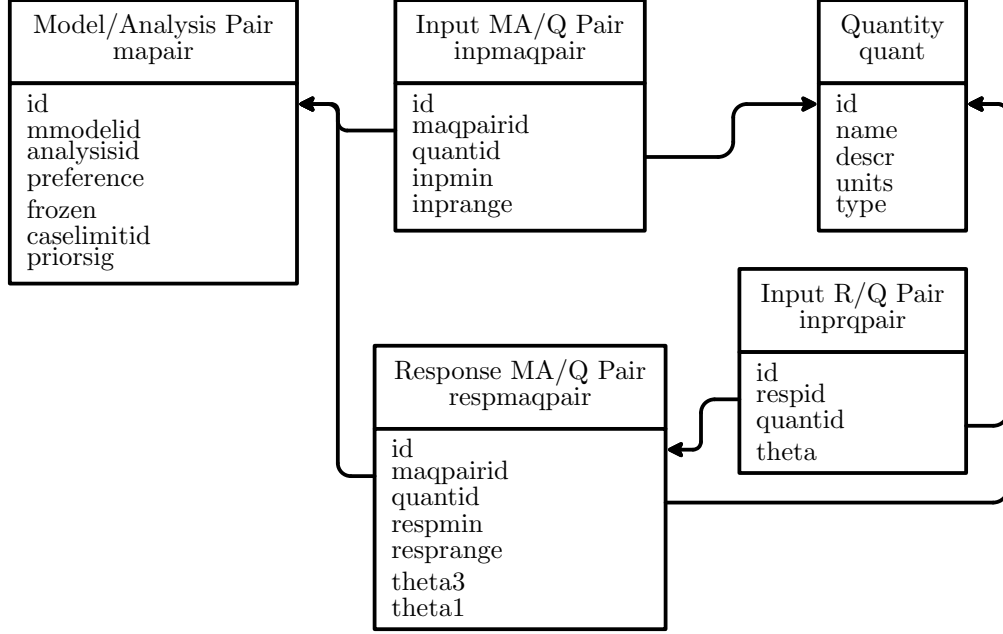 Model/Analysis Pair
mapair
id
mmodelid
analysisid
preference
frozen
caselimitid
priorsig
Input MA/Q Pair
inpmaqpair
id
maqpairid
quantid
inpmin
inprange
Quantity
quant
id
name
descr
units
type
Response MA/Q Pair
respmaqpair
id
maqpairid
quantid
respmin
resprange
theta3
theta1
Input R/Q Pair
inprqpair
id
respid
quantid
theta